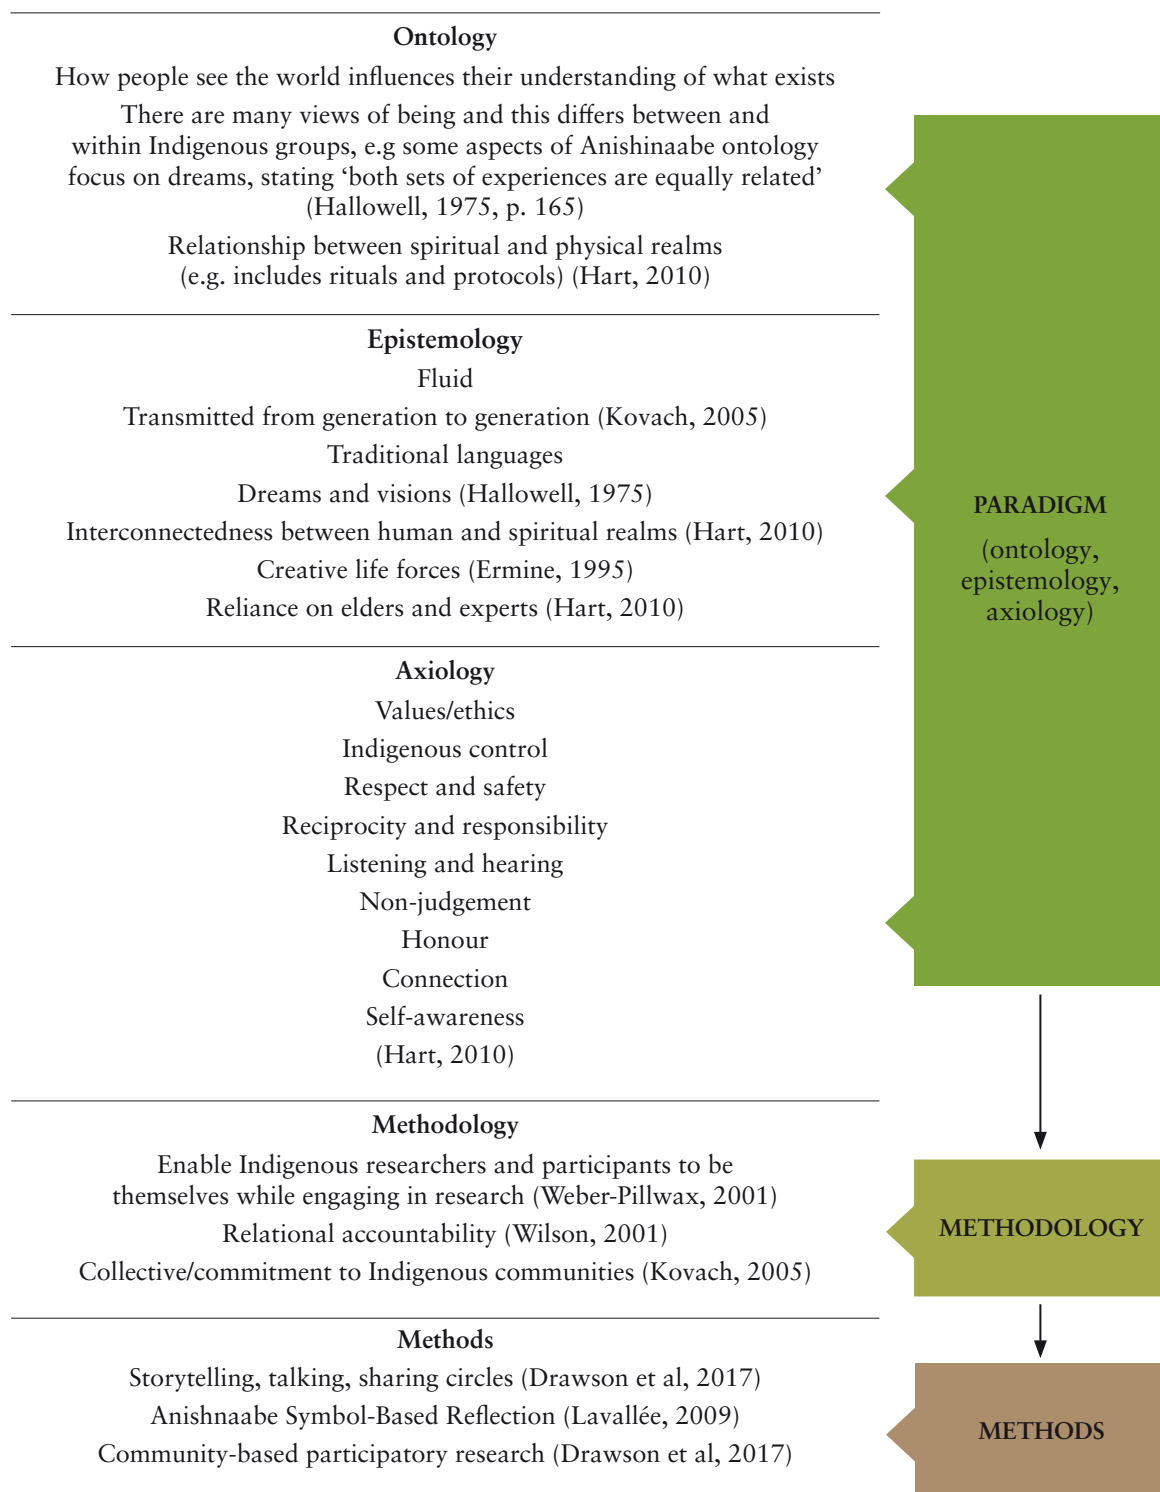 Ontology
How people see the world influences their understanding of what exists
There are many views of being and this differs between and
within Indigenous groups, e.g some aspects of Anishinaabe ontology
focus on dreams, stating ‘both sets of experiences are equally related’
(Hallowell, 1975, p. 165)
Relationship between spiritual and physical realms
(e.g. includes rituals and protocols) (Hart, 2010)
Epistemology
Fluid
Transmitted from generation to generation (Kovach, 2005)
Traditional languages
Dreams and visions (Hallowell, 1975)
Interconnectedness between human and spiritual realms (Hart, 2010)
Creative life forces (Ermine, 1995)
Reliance on elders and experts (Hart, 2010)
Axiology
Values/ethics
Indigenous control
Respect and safety
Reciprocity and responsibility
Listening and hearing
Non-judgement
Honour
Connection
Self-awareness
(Hart, 2010)
PARADIGM
(ontology,
epistemology,
axiology)
Methodology
Enable Indigenous researchers and participants to be
themselves while engaging in research (Weber-Pillwax, 2001)
Relational accountability (Wilson, 2001)
Collective/commitment to Indigenous communities (Kovach, 2005)
METHODOLOGY
Methods
Storytelling, talking, sharing circles (Drawson et al, 2017)
Anishnaabe Symbol-Based Reflection (Lavallée, 2009)
Community-based participatory research (Drawson et al, 2017)
METHODS